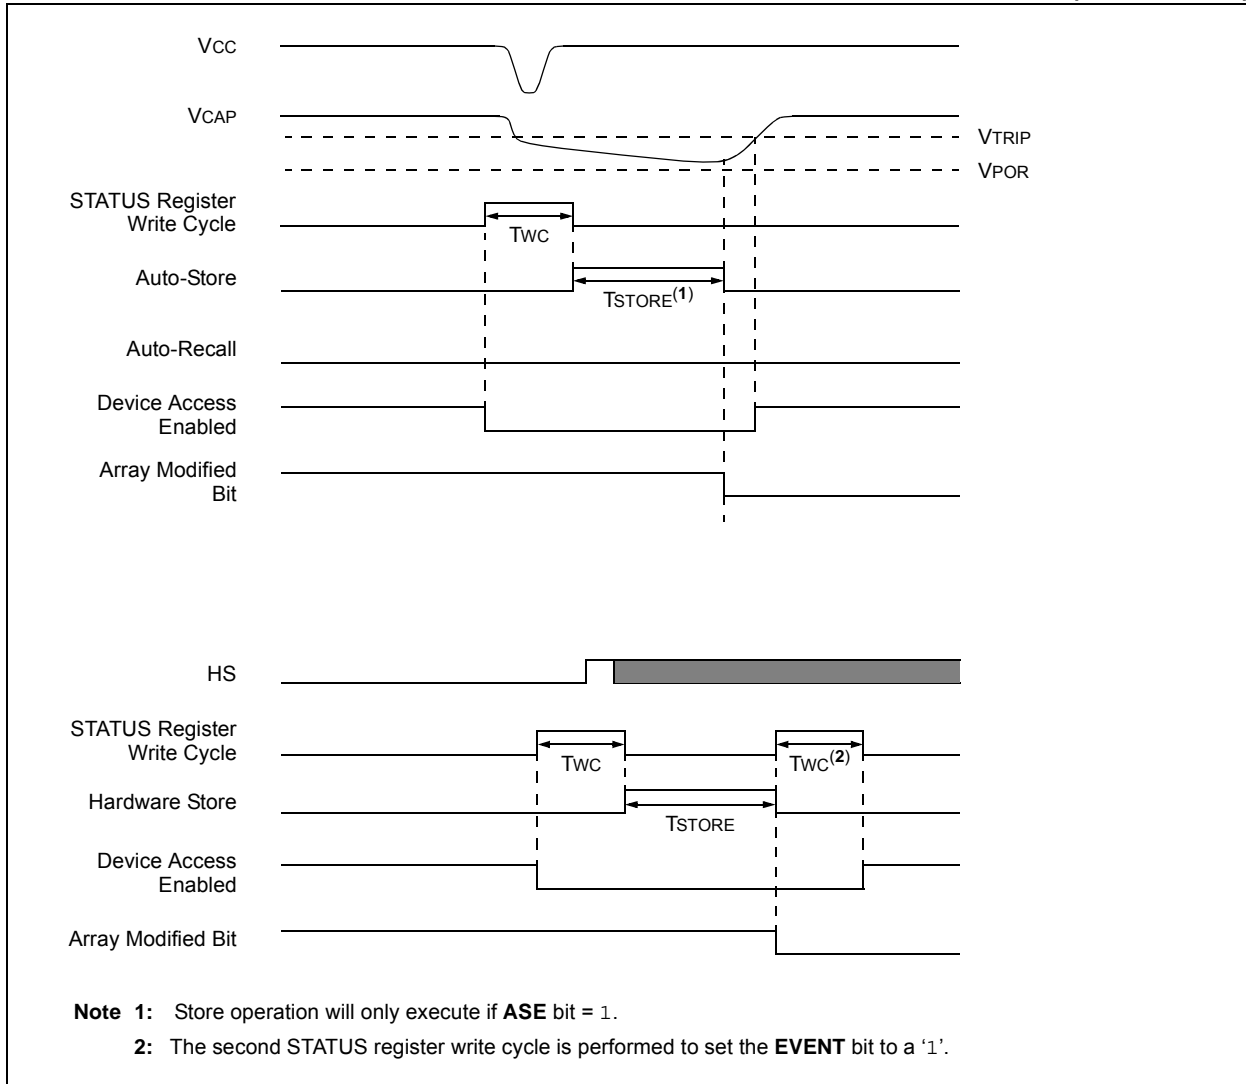 VCC
VCAP
VTRIP
VPOR
STATUS Register
Write Cycle
TWC
Auto-Store
TSTORE(1)
Auto-Recall
Device Access
Enabled
Array Modified
Bit
HS
STATUS Register
Write Cycle
TWC
TWC(2)
Hardware Store
TSTORE
Device Access
Enabled
Array Modified Bit
Note 1: Store operation will only execute if ASE bit = 1.
2: The second STATUS register write cycle is performed to set the EVENT bit to a ‘1’.